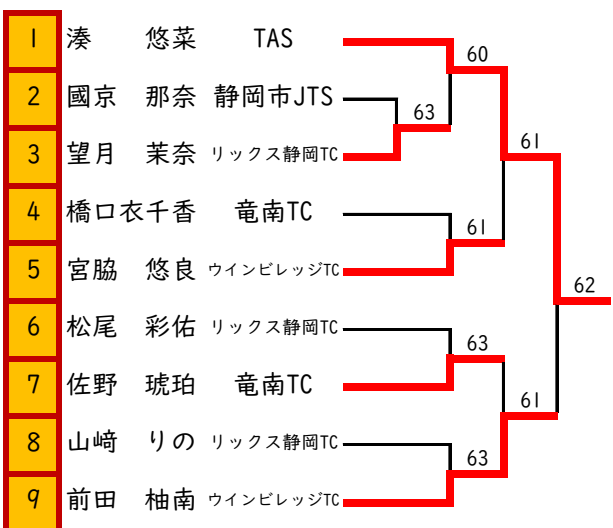 1 湊 悠菜 TAS
60
2 國京 那奈 静岡市JTS
63
3 望月 茉奈 リックス静岡TC
61
4 橋口衣千香 竜南TC
61
5 宮脇 悠良 ウインビレッジTC
62
6 松尾 彩佑 リックス静岡TC
63
7 佐野 琥珀 竜南TC
61
8 山﨑 りの リックス静岡TC
63
9 前田 柚南 ウインビレッジTC